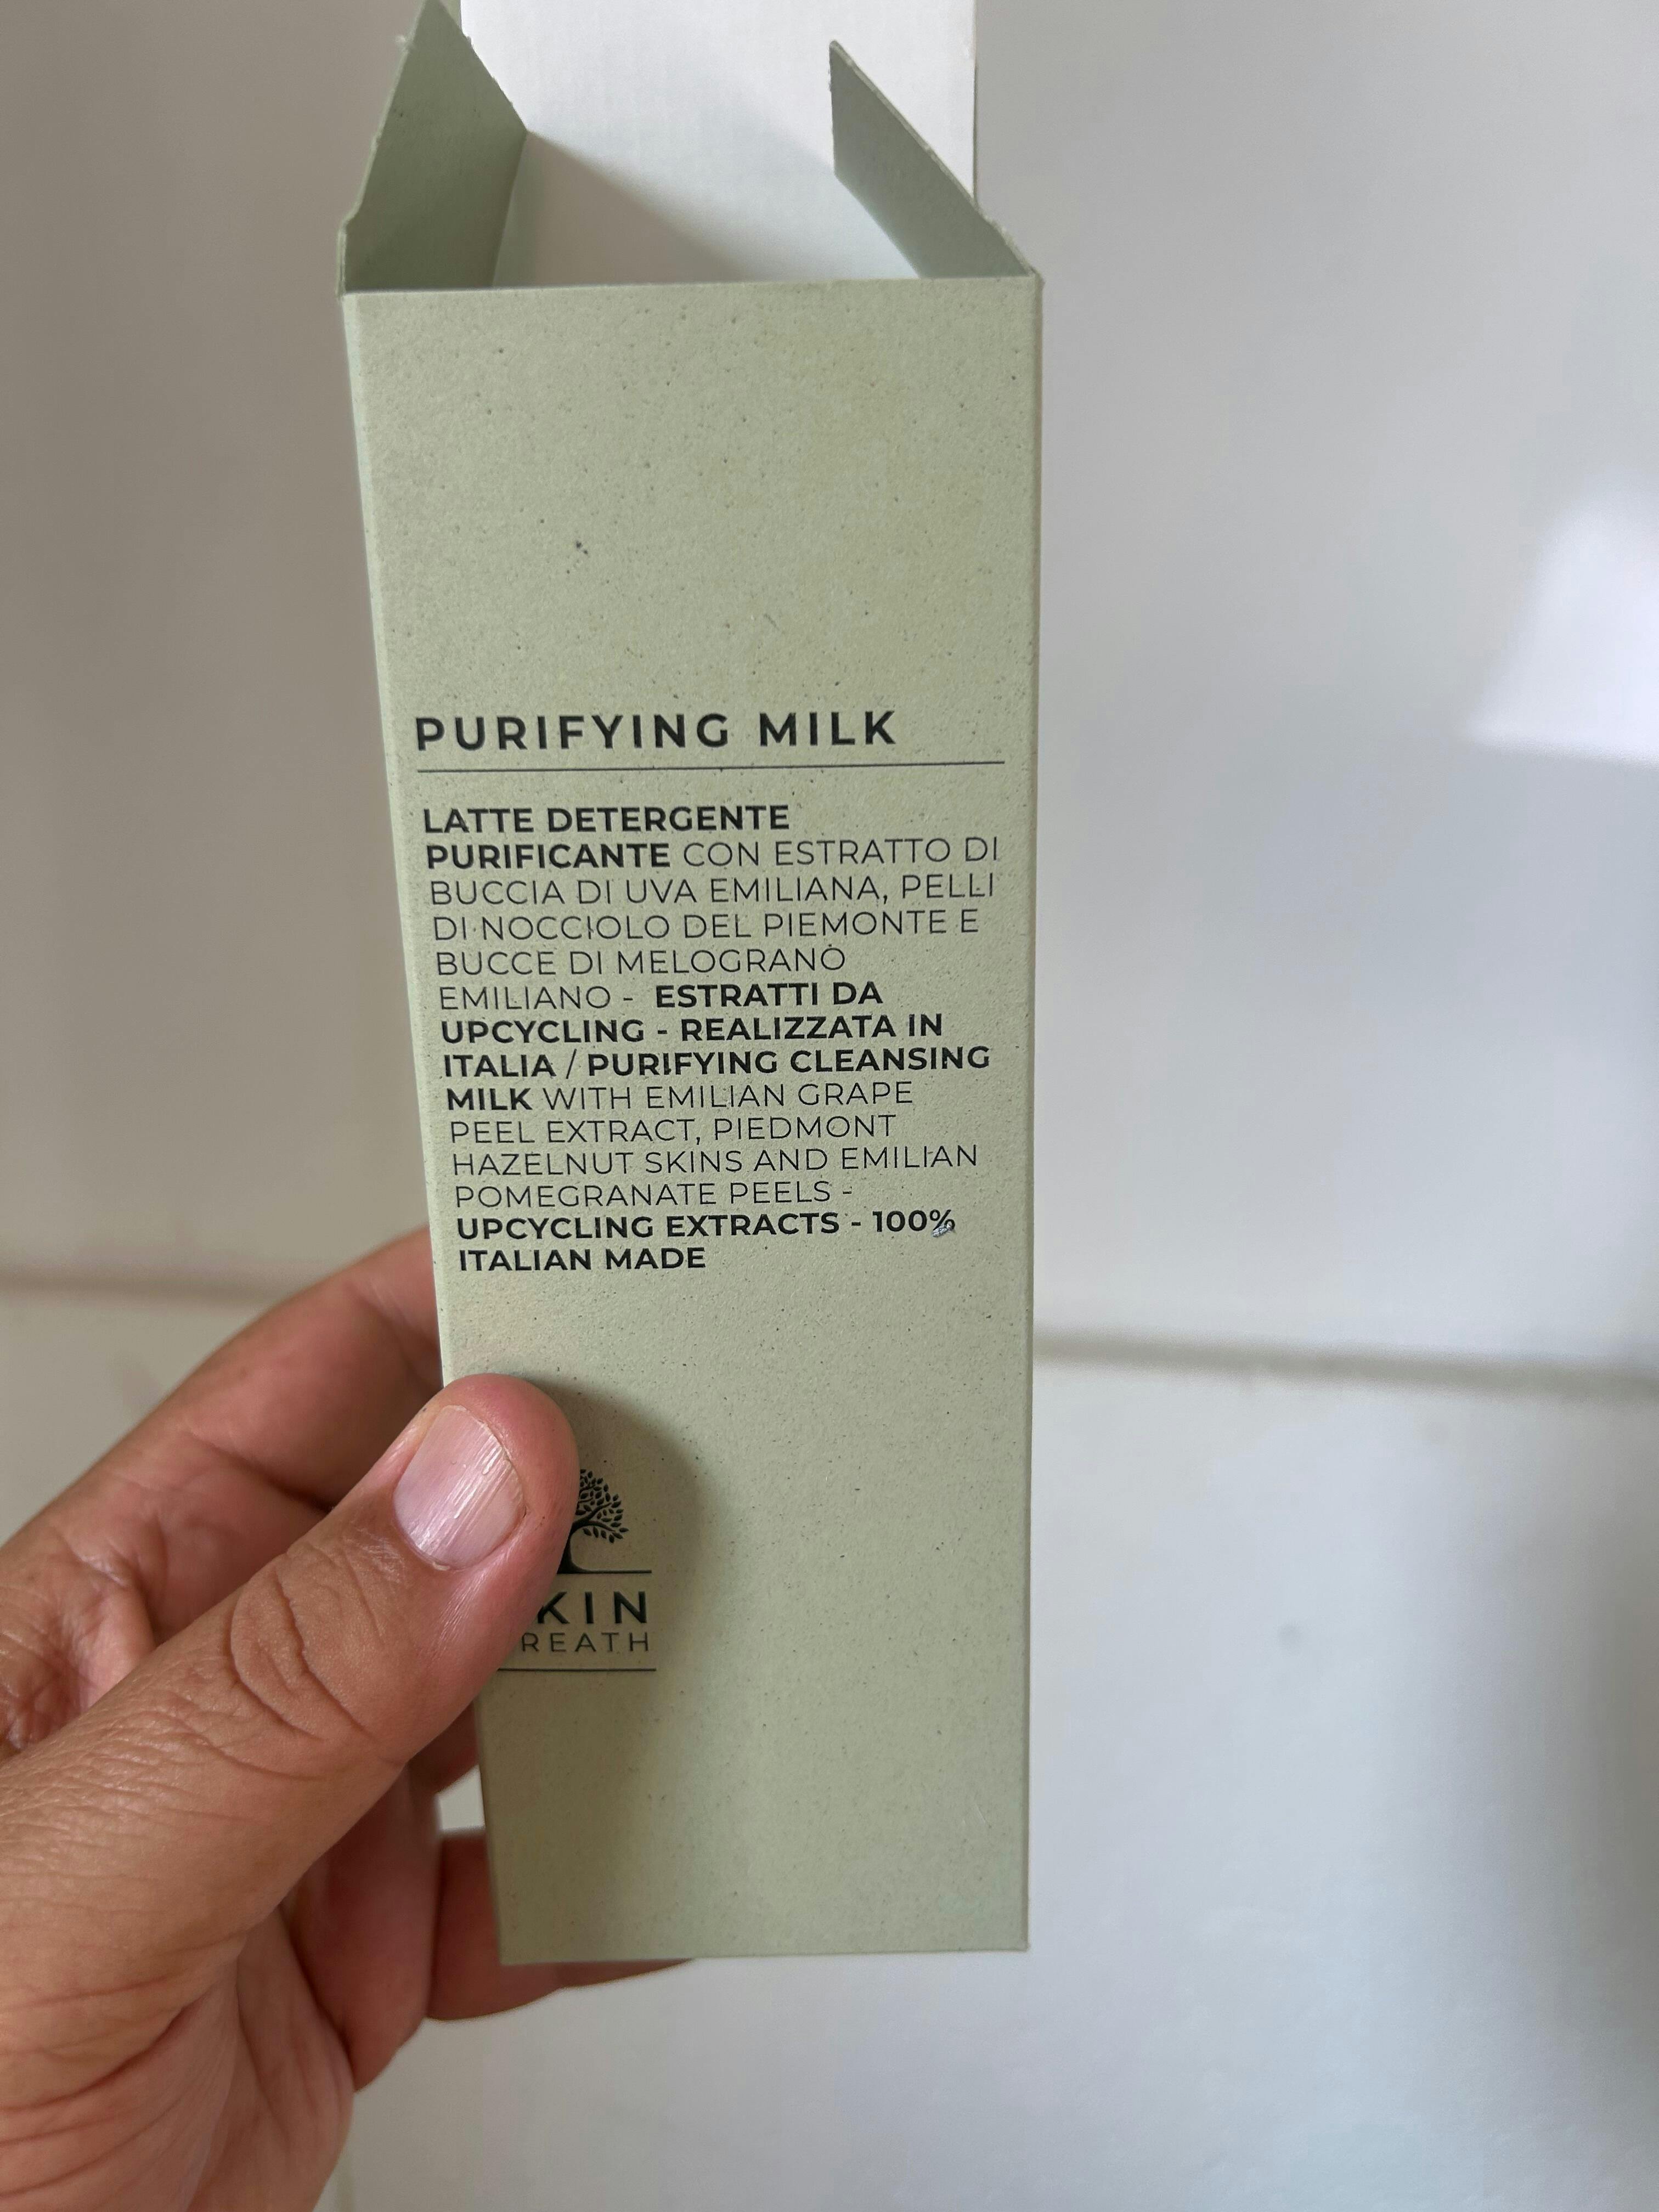 PURIFYING MILK
LATTE DETERGENTE
PURIFICANTE CON ESTRATTO DI
BUCCIA DI UVA EMILIANA, PELLI
DI NOCCIOLO DEL PIEMONTE E
BUCCE DI MELOGRANO
EMILIANO - ESTRATTI DA
UPCYCLING - REALIZZATA IN
ITALIA / PURIFYING CLEANSING
MILK WITH EMILIAN GRAPE
PEEL EXTRACT, PIEDMONT
HAZELNUT SKINS AND EMILIAN
POMEGRANATE PEELS -
UPCYCLING EXTRACTS - 100%
ITALIAN MADE
KIN
REATH